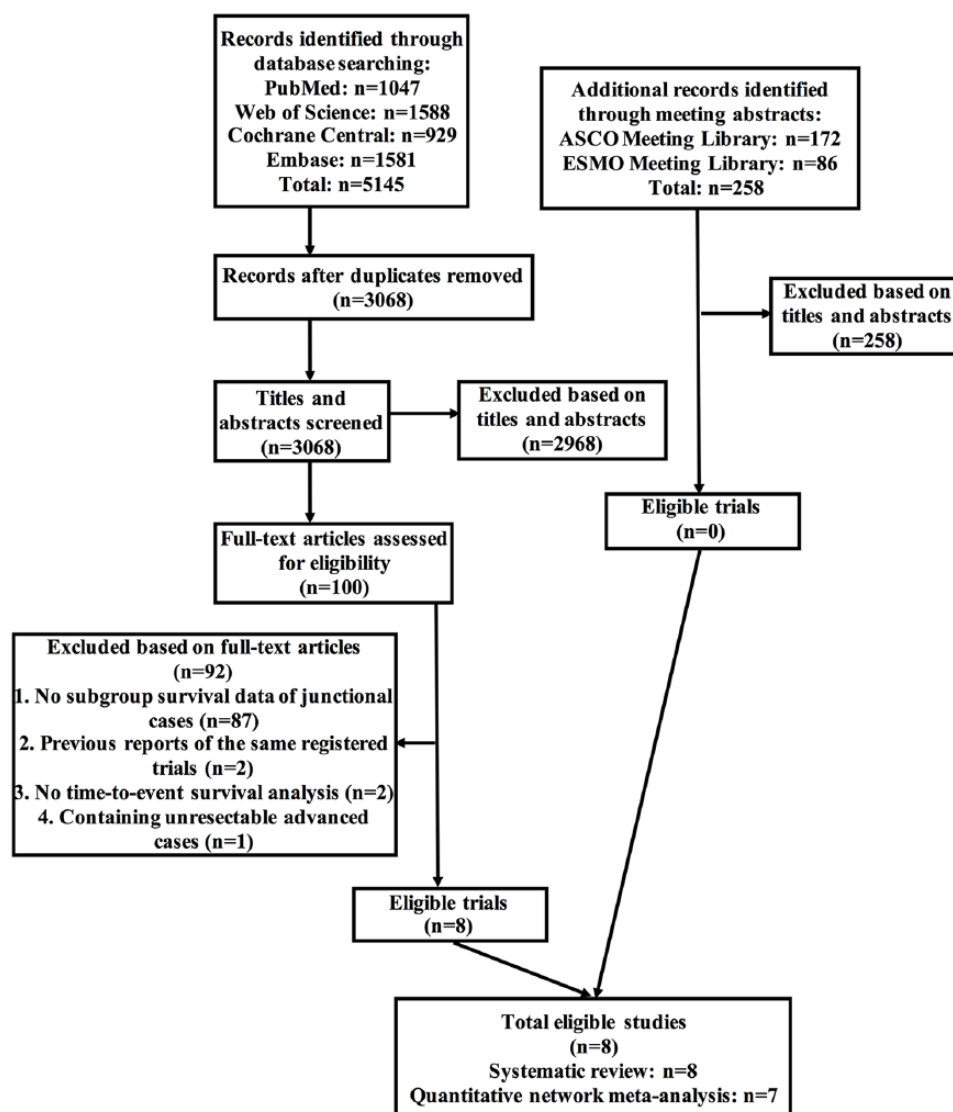 Records identified through
database searching:
PubMed: n=1047
Web of Science: n=1588
Cochrane Central: n=929
Embase: n=1581
Total: n=5145
Additional records identified
through meeting abstracts:
ASCO Meeting Library: n=172
ESMO Meeting Library: n=86
Total: n=258
Records after duplicates removed
(n=3068)
Excluded based on
titles and abstracts
(n=258)
Titles and
abstracts screened
(n=3068)
Excluded based on
titles and abstracts
(n=2968)
Eligible trials
(n=0)
Full-text articles assessed
for eligibility
(n=100)
Excluded based on full-text articles
(n=92)
1. No subgroup survival data of junctional
cases (n=87)
2. Previous reports of the same registered
trials (n=2)
3. No time-to-event survival analysis (n=2)
4. Containing unresectable advanced
cases (n=1)
Eligible trials
(n=8)
Total eligible studies
(n=8)
Systematic review: n=8
Quantitative network meta-analysis: n=7